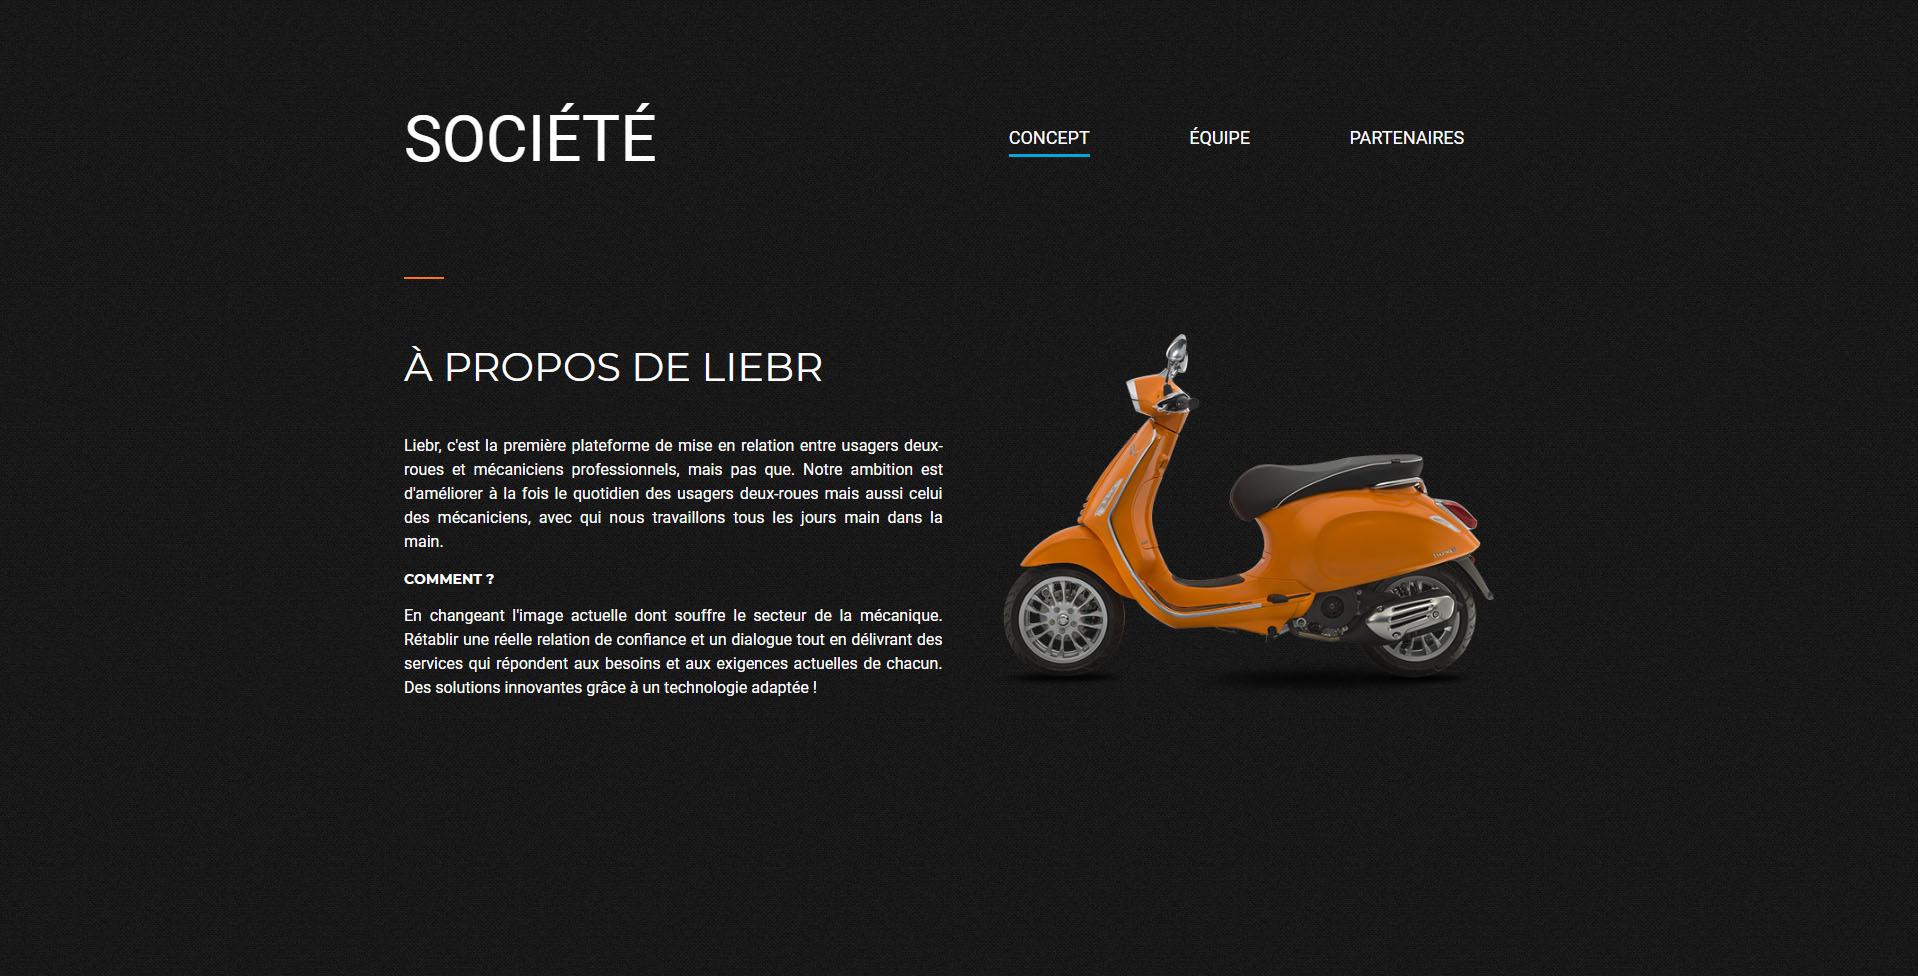 SOCIÉTÉ
CONCEPT ÉQUIPE PARTENAIRES
À PROPOS DE LIEBR
Liebr, c'est la première plateforme de mise en relation entre usagers deux-
roues et mécaniciens professionnels, mais pas que. Notre ambition est
d'améliorer à la fois le quotidien des usagers deux-roues mais aussi celui
des mécaniciens, avec qui nous travaillons tous les jours main dans la
main.
COMMENT ?
En changeant l'image actuelle dont souffre le secteur de la mécanique.
Rétablir une réelle relation de confiance et un dialogue tout en délivrant des
services qui répondent aux besoins et aux exigences actuelles de chacun.
Des solutions innovantes grâce à un technologie adaptée !